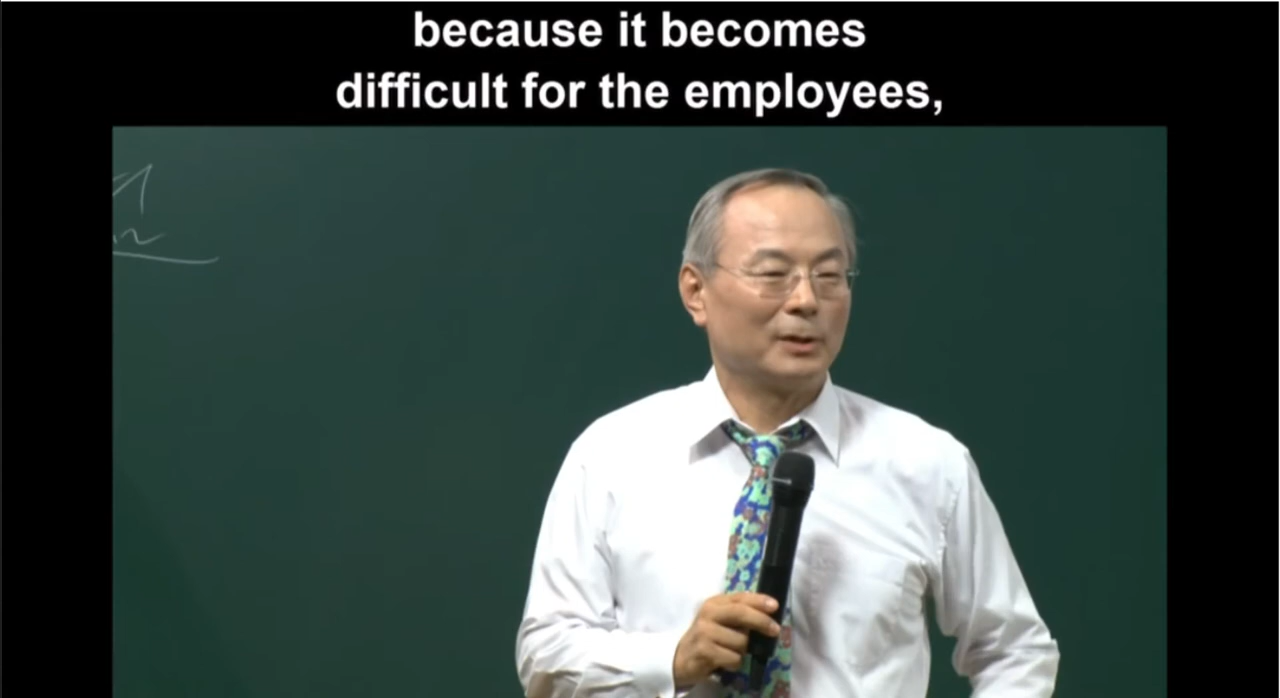 because it becomes
difficult for the employees,